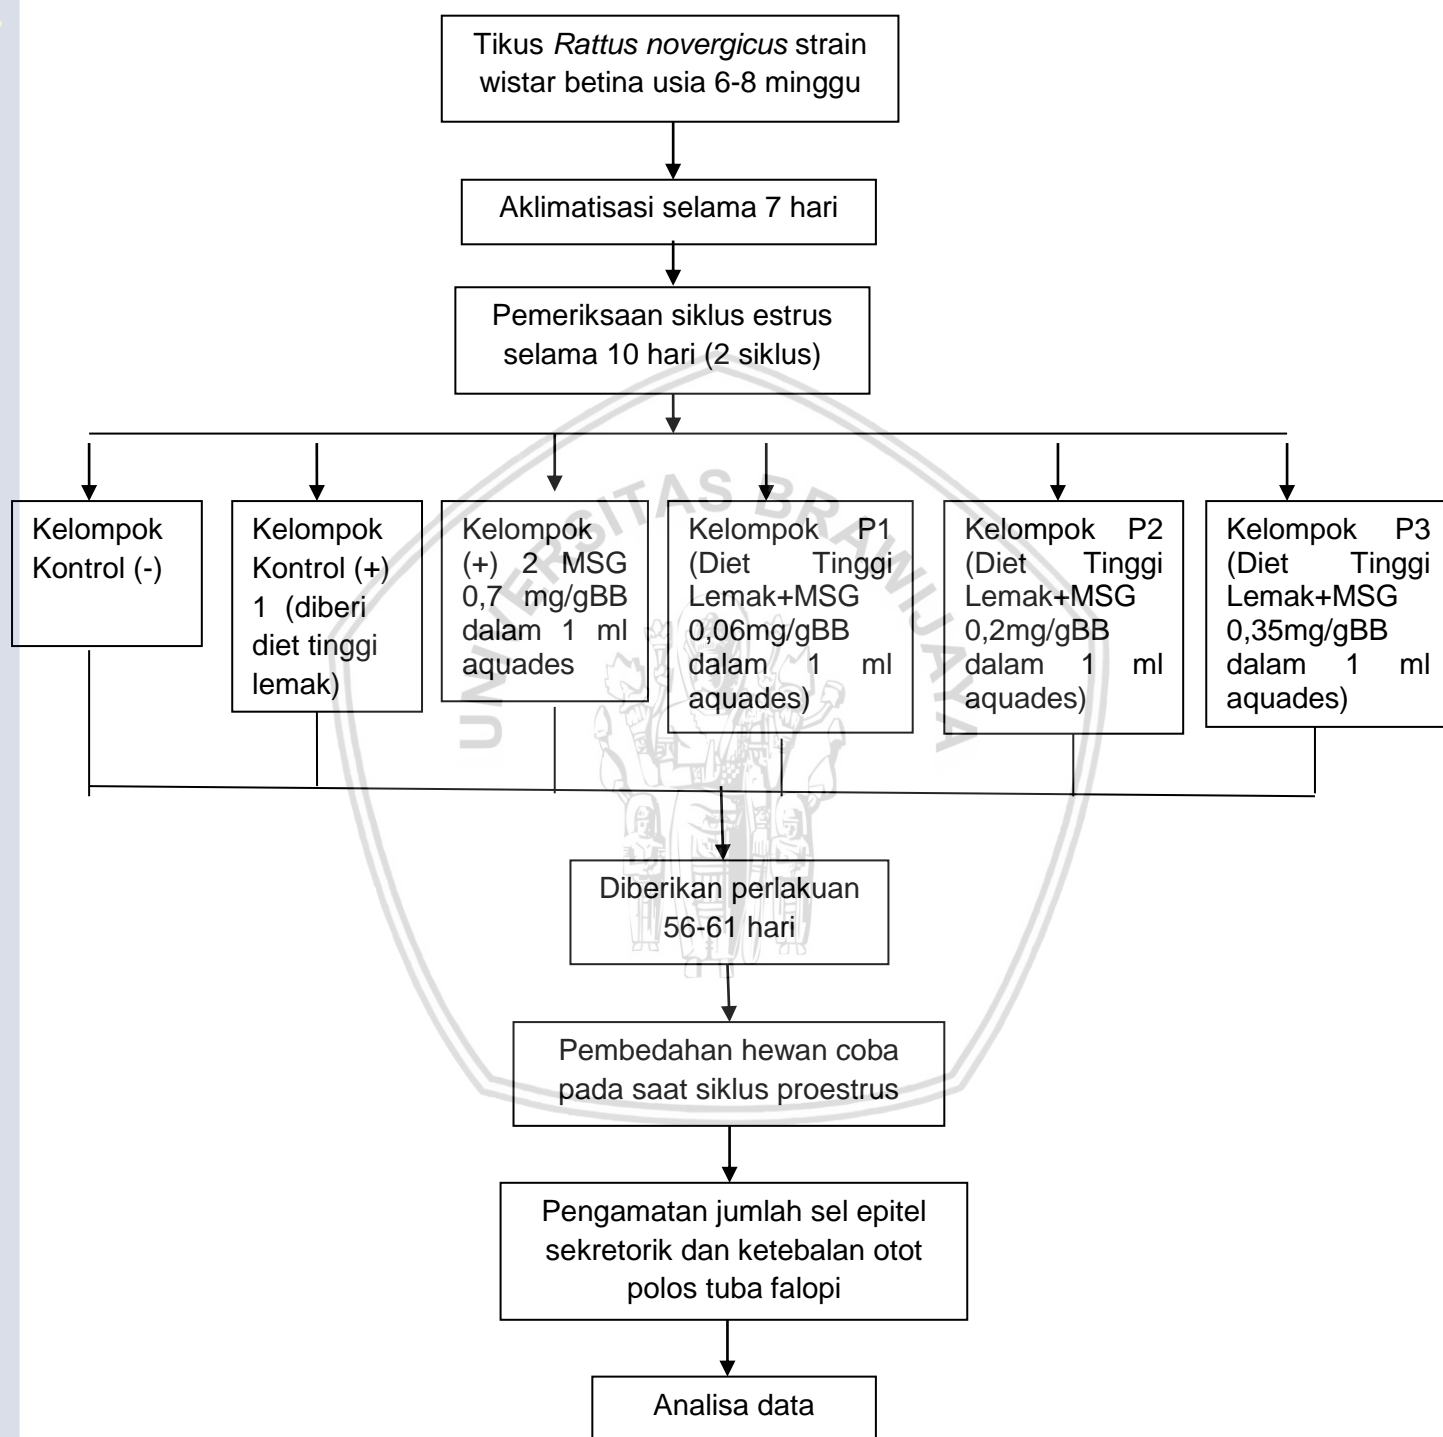 Tikus Rattus novergicus strain
wistar betina usia 6-8 minggu
Aklimatisasi selama 7 hari
Pemeriksaan siklus estrus
selama 10 hari (2 siklus)
Kelompok
Kontrol (-)
Kelompok
Kontrol (+)
1 (diberi
diet tinggi
lemak)
Kelompok
(+) 2 MSG
0,7 mg/gBB
dalam 1 ml
aquades
Kelompok P1
(Diet Tinggi
Lemak+MSG
0,06mg/gBB
dalam 1 ml
aquades)
Kelompok P2
(Diet Tinggi
Lemak+MSG
0,2mg/gBB
dalam 1 ml
aquades)
Kelompok P3
(Diet Tinggi
Lemak+MSG
0,35mg/gBB
dalam 1 ml
aquades)
UNIVERSITAS BRAWIJAYA
Diberikan perlakuan
56-61 hari
Pembedahan hewan coba
pada saat siklus proestrus
Pengamatan jumlah sel epitel
sekretorik dan ketebalan otot
polos tuba falopi
Analisa data